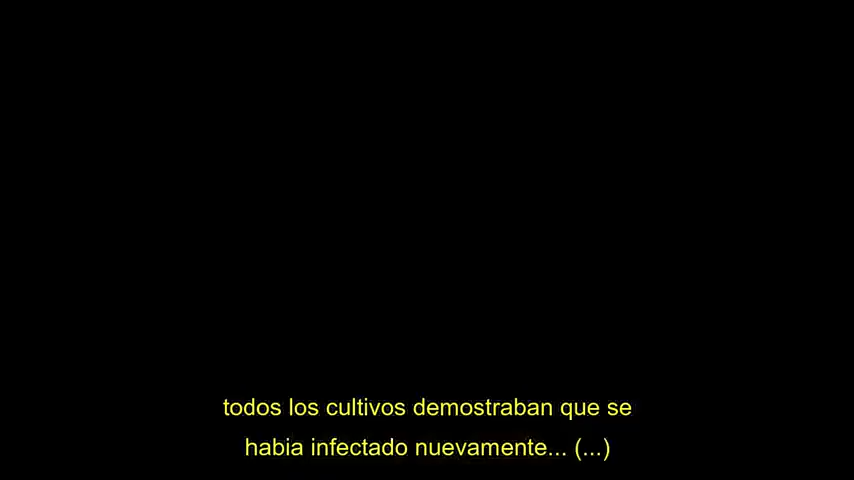 todos los cultivos demostraban que se
habia infectado nuevamente... (...)